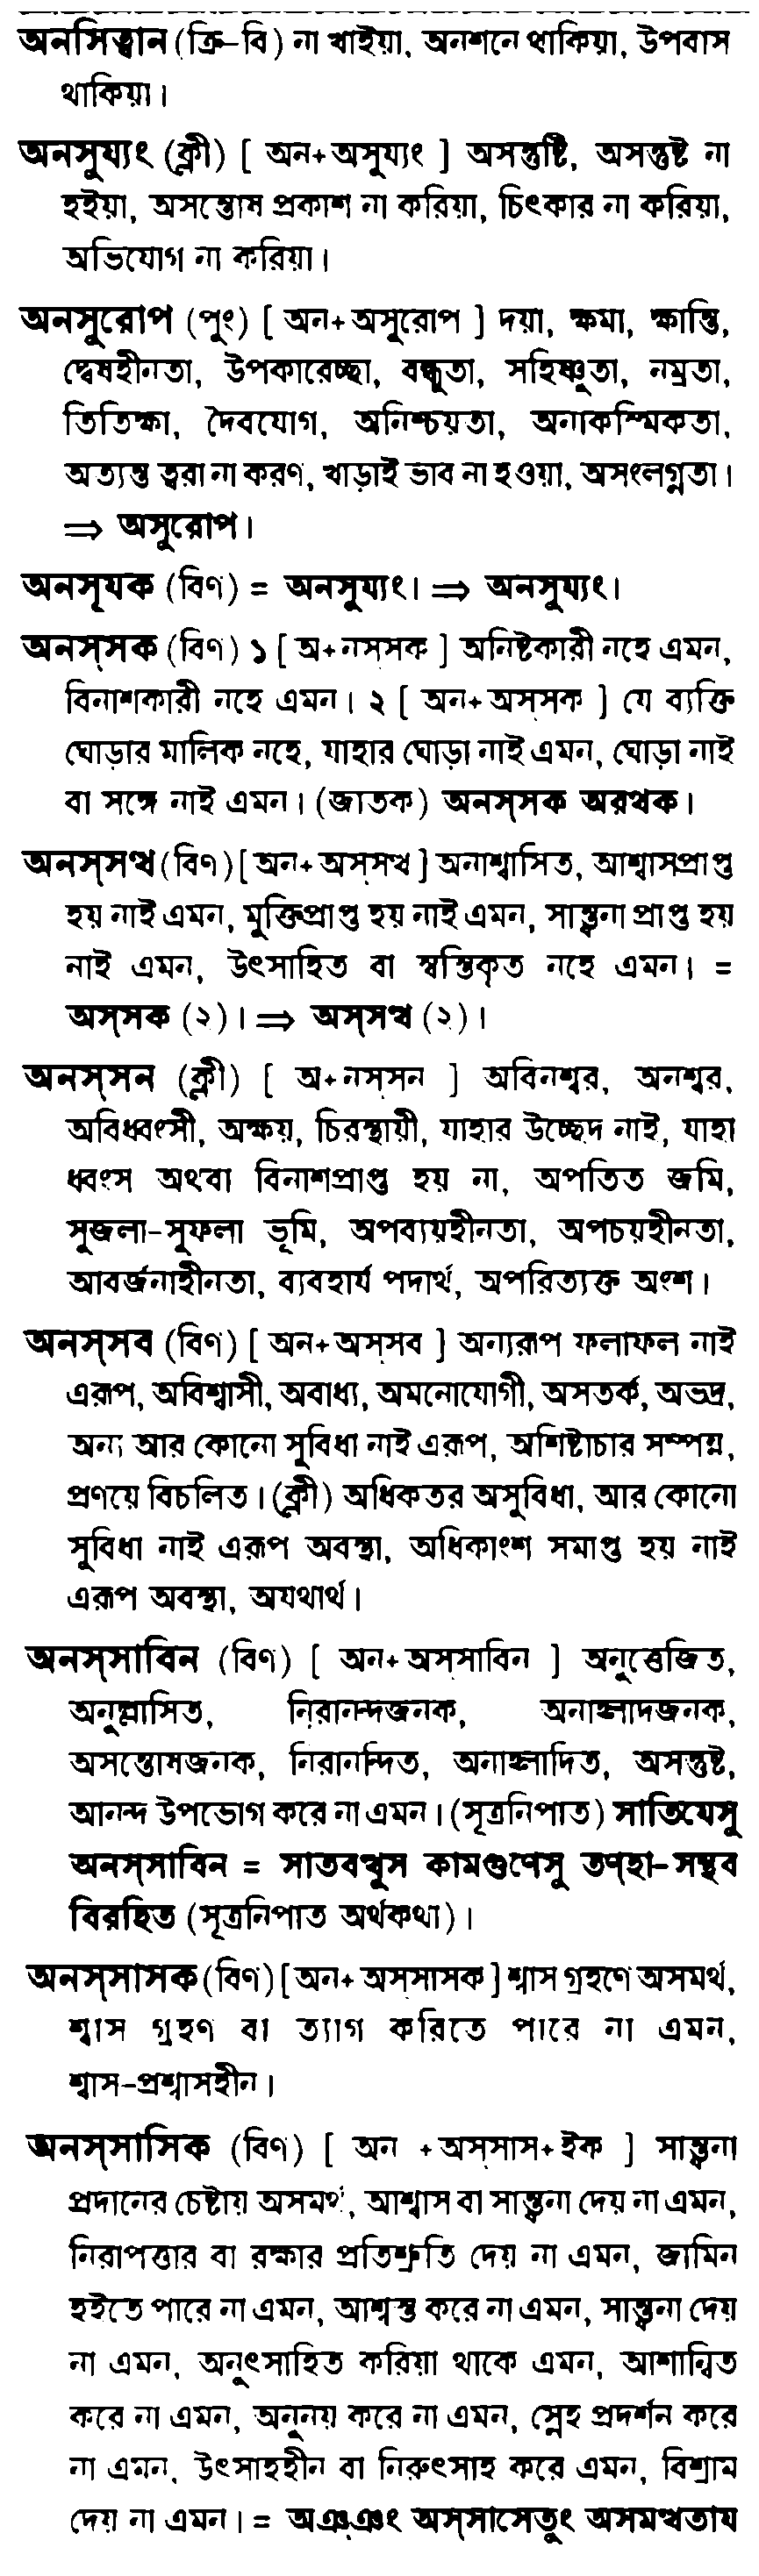 অনসিত্বান (ক্রি-বি) না খাইয়া, অনশনে থাকিয়া, উপবাস
থাকিয়া।
অনসুয্যং (ক্লী) [ অন+অসুয্যং ] অসন্তুষ্টি, অসন্তুষ্ট না
হইয়া, অসন্তোষ প্রকাশ না করিয়া, চিৎকার না করিয়া,
অভিযোগ না করিয়া।
অনসুরোপ (পুং) [ অন+অসুরোপ ] দয়া, ক্ষমা, ক্ষান্তি,
দ্বেষহীনতা, উপকারেচ্ছা, বন্ধুতা, সহিষ্ণুতা, নম্রতা,
তিতিক্ষা, দৈবযোগ, অনিশ্চয়তা, অনাকস্মিকতা,
অত্যন্ত ত্বরা না করণ, খাড়াই ভাব না হওয়া, অসংলগ্নতা।
⇒ অসুরোপ।
অনসূযক (বিণ) = অনসুয্যং। ⇒ অনসুয্যং।
অনস্সক (বিণ) ১ [ অ+নস্সক ] অনিষ্টকারী নহে এমন,
বিনাশকারী নহে এমন। ২ [ অন+অস্সক ] যে ব্যক্তি
ঘোড়ার মালিক নহে, যাহার ঘোড়া নাই এমন, ঘোড়া নাই
বা সঙ্গে নাই এমন। (জাতক) অনস্সক অরথক।
অনস্সত্থ (বিণ) [ অন+অস্সত্থ ] অনাশ্বাসিত, আশ্বাসপ্রাপ্ত
হয় নাই এমন, মুক্তিপ্রাপ্ত হয় নাই এমন, সান্ত্বনা প্রাপ্ত হয়
নাই এমন, উৎসাহিত বা স্বস্তিকৃত নহে এমন। =
অস্সক (২)। ⇒ অস্সত্থ (২)।
অনস্সন (ক্লী) [ অ+নস্সন ] অবিনশ্বর, অনশ্বর,
অবিধ্বংসী, অক্ষয়, চিরস্থায়ী, যাহার উচ্ছেদ নাই, যাহা
ধ্বংস অথবা বিনাশপ্রাপ্ত হয় না, অপতিত জমি,
সুজলা-সুফলা ভূমি, অপব্যয়হীনতা, অপচয়হীনতা,
আবর্জনাহীনতা, ব্যবহার্য পদার্থ, অপরিত্যক্ত অংশ।
অনস্সব (বিণ) [ অন+অস্সব ] অন্যরূপ ফলাফল নাই
এরূপ, অবিশ্বাসী, অবাধ্য, অমনোযোগী, অসতর্ক, অভদ্র,
অন্য আর কোনো সুবিধা নাই এরূপ, অশিষ্টাচার সম্পন্ন,
প্রণয়ে বিচলিত। (ক্লী) অধিকতর অসুবিধা, আর কোনো
সুবিধা নাই এরূপ অবস্থা, অধিকাংশ সমাপ্ত হয় নাই
এরূপ অবস্থা, অযথার্থ।
অনস্সাবিন (বিণ) [ অন+অস্সাবিন ] অনুত্তেজিত,
অনুল্লাসিত, নিরানন্দজনক, অনাহ্লাদজনক,
অসন্তোষজনক, নিরানন্দিত, অনাহ্লাদিত, অসন্তুষ্ট,
আনন্দ উপভোগ করে না এমন। (সূত্রনিপাত) সাতিযেসু
অনস্সাবিন = সাতবত্থুস কামগুণেসু তণ্হা-সন্থব
বিরহিত (সূত্রনিপাত অর্থকথা)।
অনস্সাসক (বিণ) [ অন+অস্সাসক ] শ্বাস গ্রহণে অসমর্থ,
শ্বাস গ্রহণ বা ত্যাগ করিতে পারে না এমন,
শ্বাস-প্রশ্বাসহীন।
অনস্সাসিক (বিণ) [ অন +অস্সাস+ইক ] সান্ত্বনা
প্রদানের চেষ্টায় অসমর্থ, আশ্বাস বা সান্ত্বনা দেয় না এমন,
নিরাপত্তার বা রক্ষার প্রতিশ্রুতি দেয় না এমন, জামিন
হইতে পারে না এমন, আশ্বস্ত করে না এমন, সান্ত্বনা দেয়
না এমন, অনুৎসাহিত করিয়া থাকে এমন, আশান্বিত
করে না এমন, অনুনয় করে না এমন, স্নেহ প্রদর্শন করে
না এমন, উৎসাহহীন বা নিরুৎসাহ করে এমন, বিশ্রাম
দেয় না এমন। = অঞ্ঞং অস্সাসেতুং অসমত্থতায